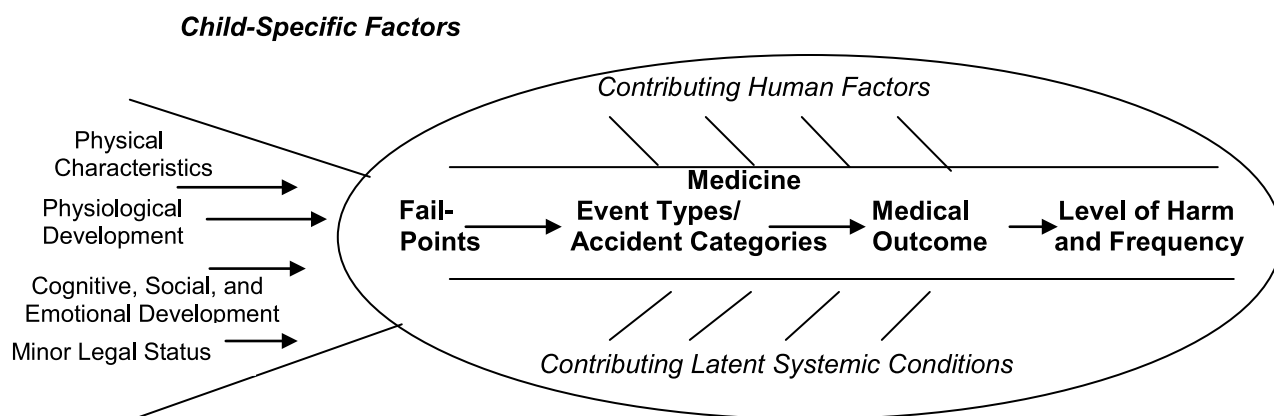 Child-Specific Factors
Contributing Human Factors
Physical
Characteristics
Physiological
Development
Cognitive, Social, and
Emotional Development
Minor Legal Status
Medicine
Fail-
Points
Event Types/
Accident Categories
Medical
Outcome
Level of Harm
and Frequency
Contributing Latent Systemic Conditions